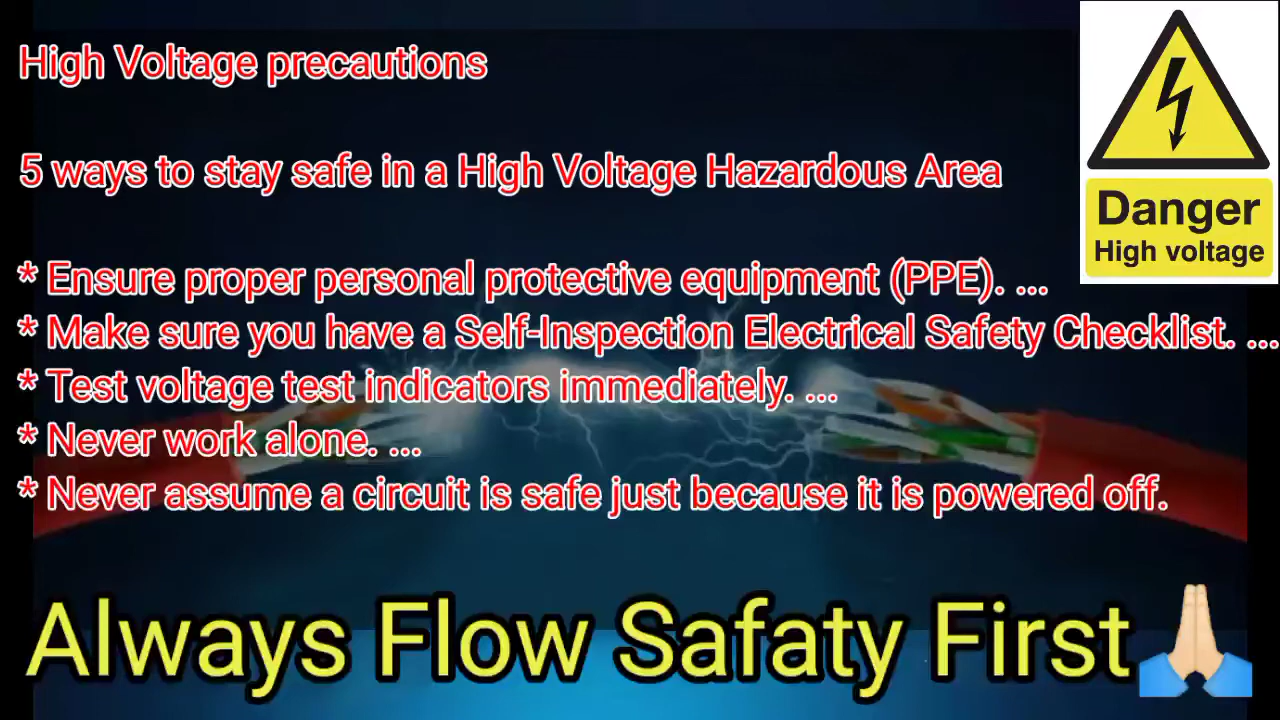 High Voltage precautions
5 ways to stay safe in a High Voltage Hazardous Area
* Ensure proper personal protective equipment (PPE). ...
* Make sure you have a Self-Inspection Electrical Safety Checklist. ...
* Test voltage test indicators immediately. ...
* Never work alone. ...
* Never assume a circuit is safe just because it is powered off.
Danger
High voltage
Always Flow Safaty First🙏🏻